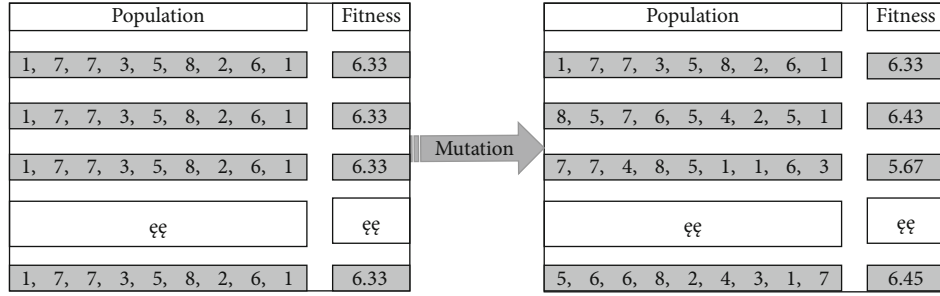 Population Fitness Population Fitness
1, 7, 7, 3, 5, 8, 2, 6, 1 6.33 1, 7, 7, 3, 5, 8, 2, 6, 1 6.33
1, 7, 7, 3, 5, 8, 2, 6, 1 6.33 8, 5, 7, 6, 5, 4, 2, 5, 1 6.43
Mutation
1, 7, 7, 3, 5, 8, 2, 6, 1 6.33 7, 7, 4, 8, 5, 1, 1, 6, 3 5.67
ęę ęę ęę ęę
1, 7, 7, 3, 5, 8, 2, 6, 1 6.33 5, 6, 6, 8, 2, 4, 3, 1, 7 6.45